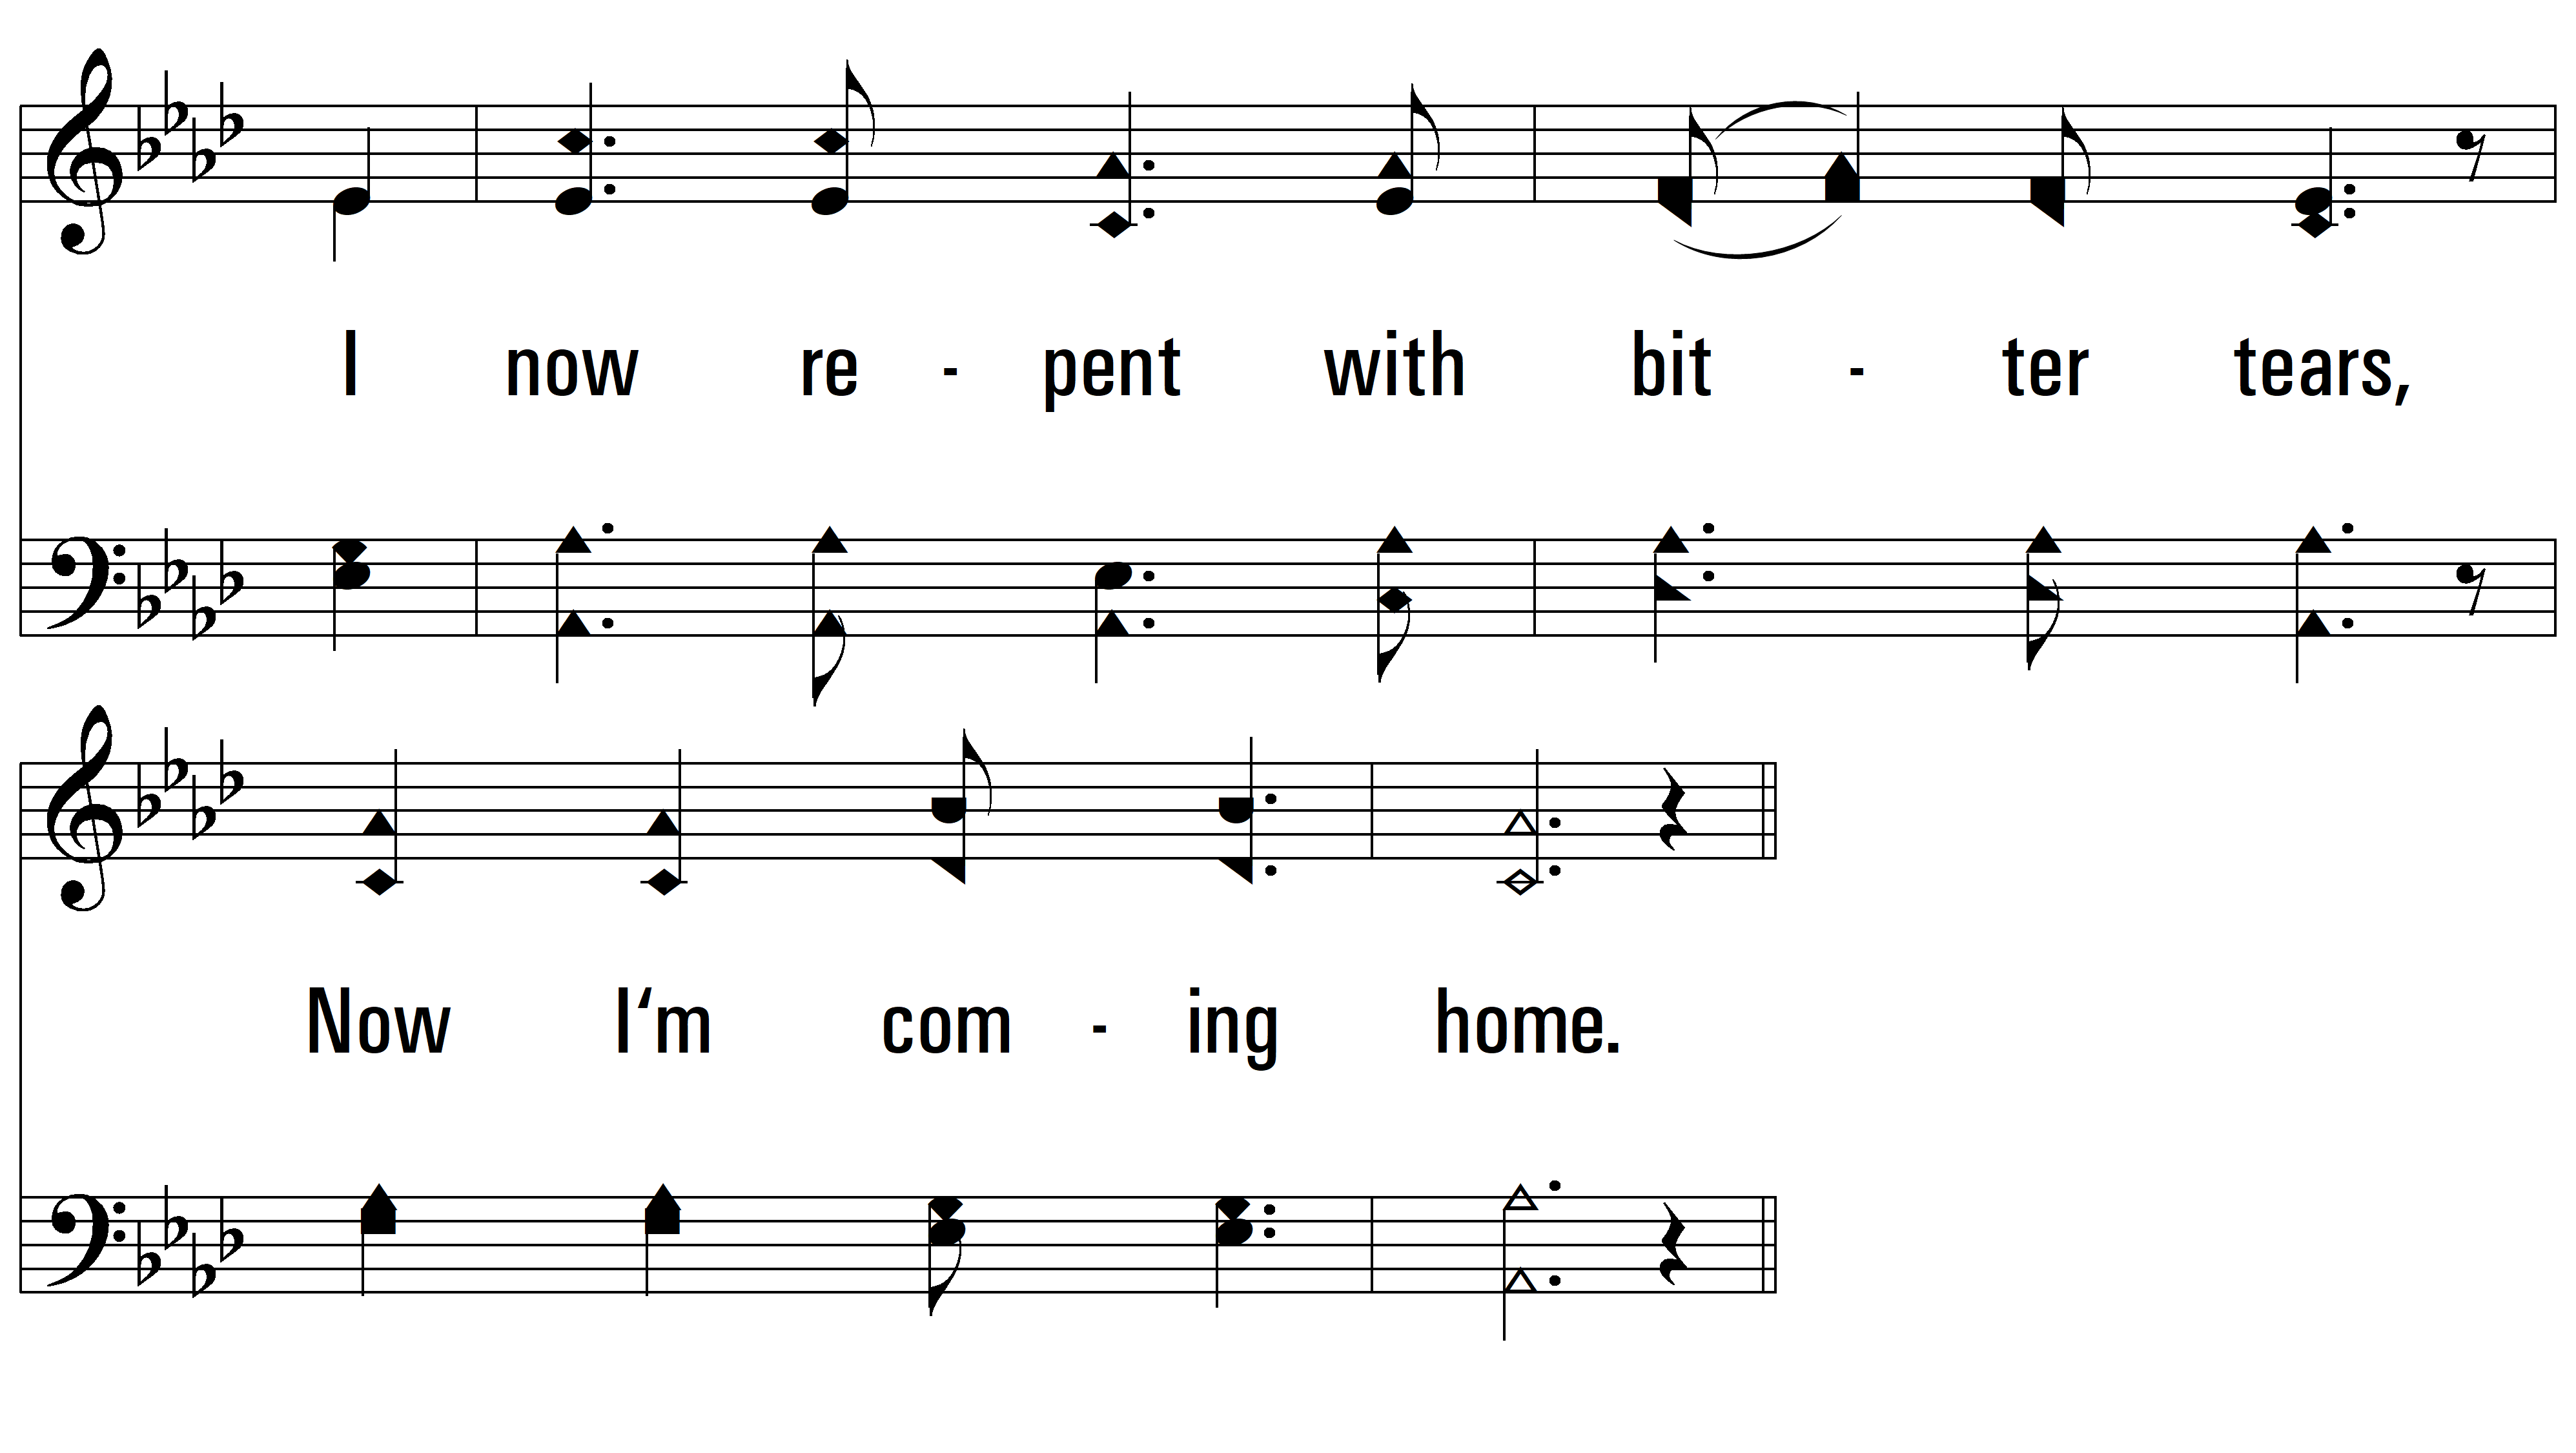 I now re - pent with bit - ter tears,
Now I‘m com - ing home.